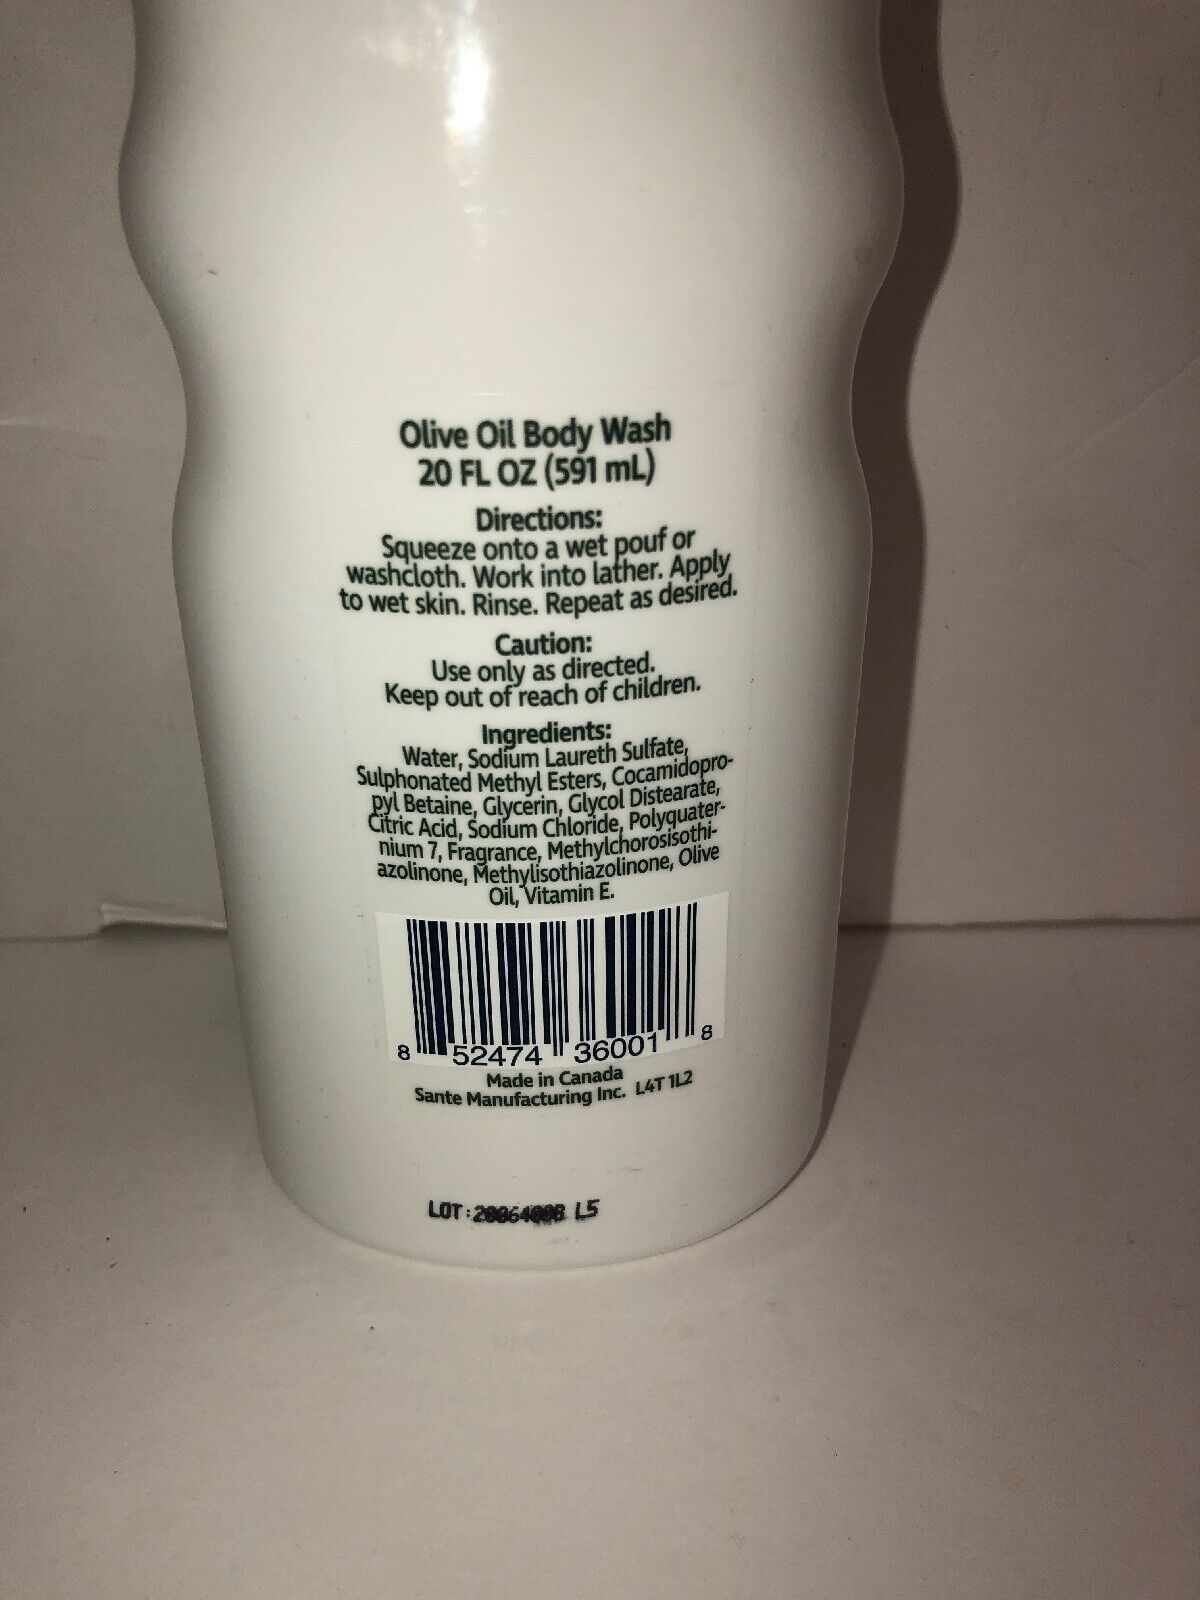 Olive Oil Body Wash
20 FL OZ (591 mL)
Directions:
Squeeze onto a wet pouf or
washcloth. Work into lather. Apply
to wet skin. Rinse. Repeat as desired.
Caution:
Use only as directed.
Keep out of reach of children.
Ingredients:
Water, Sodium Laureth Sulfate,
Sulphonated Methyl Esters, Cocamidopro-
pyl Betaine, Glycerin, Glycol Distearate,
Citric Acid, Sodium Chloride, Polyquater-
nium 7, Fragrance, Methylchorosisothi-
azolinone, Methylisothiazolinone, Olive
Oil, Vitamin E.
8 52474 36001 8
Made in Canada
Sante Manufacturing Inc. L4T 1L2
LOT: L5